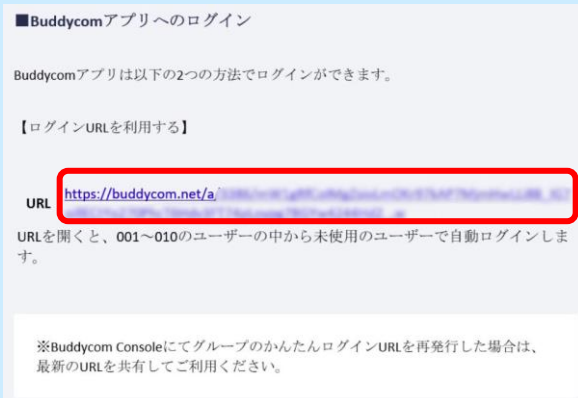 ■Buddycomアプリへのログイン
Buddycomアプリは以下の2つの方法でログインができます。
【ログインURLを利用する】
URL https://buddycom.net/a/
URLを開くと、001～010のユーザーの中から未使用のユーザーで自動ログインしま
す。
※Buddycom Consoleにてグループのかんたんログインurlを再発行した場合は、
最新のURLを共有してご利用ください。